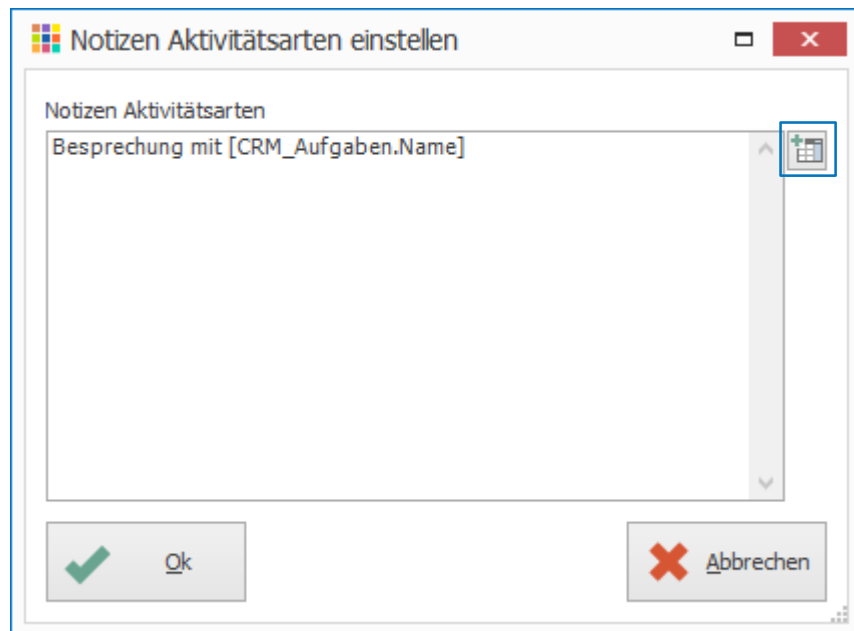 Notizen Aktivitätsarten einstellen
Notizen Aktivitätsarten
Besprechung mit [CRM_Aufgaben.Name]
Ok
Abbrechen